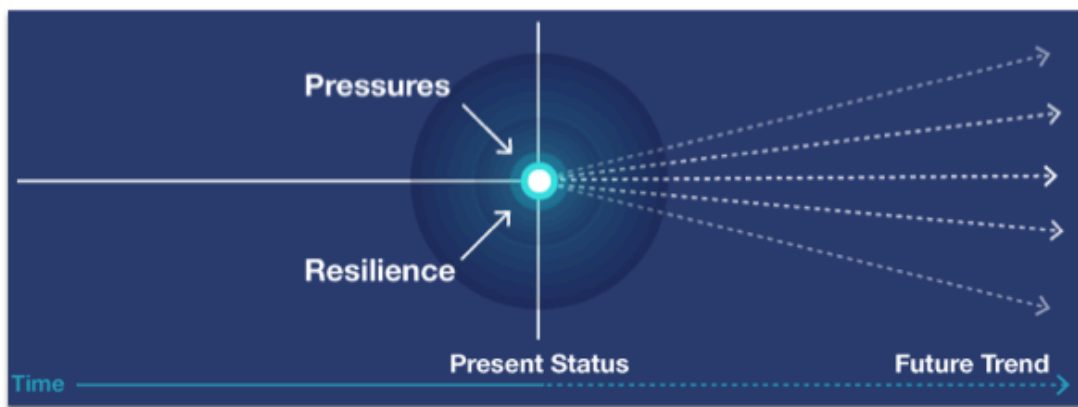 Pressures
Resilience
Present Status
Future Trend
Time